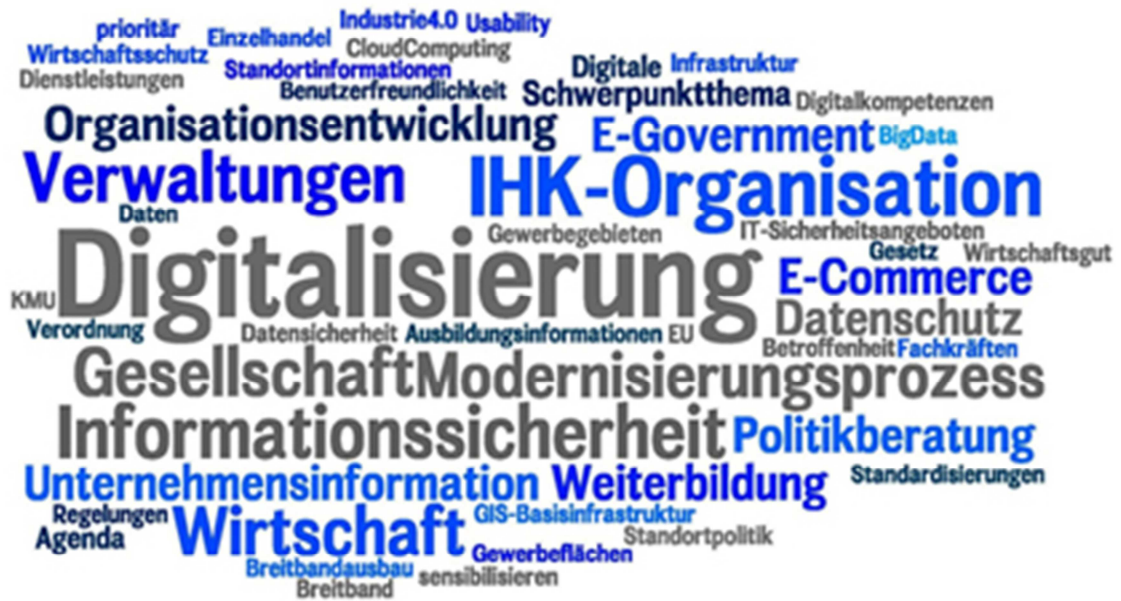 Industrie4.0 Usability
prioritär Einzelhandel CloudComputing
Wirtschaftsschutz Standortinformationen Digitale Infrastruktur
Dienstleistungen Benutzerfreundlichkeit Schwerpunktthema Digitalkompetenzen
Organisationsentwicklung E-Government BigData
Verwaltungen IHK-Organisation
Daten
Gewerbegebieten IT-Sicherheitsangeboten
Gesetz Wirtschaftsgut
Digitalisierung E-Commerce
KMU
Datenschutz
Verordnung Datensicherheit Ausbildungsinformationen EU
Betroffenheit Fachkräften
Gesellschaft Modernisierungsprozess
Informationssicherheit Politikberatung
Unternehmensinformation Weiterbildung Standardisierungen
Regelungen Wirtschaft GIS-Basisinfrastruktur
Agenda Standortpolitik
Gewerbeflächen
Breitbandausbau sensibilisieren
Breitband